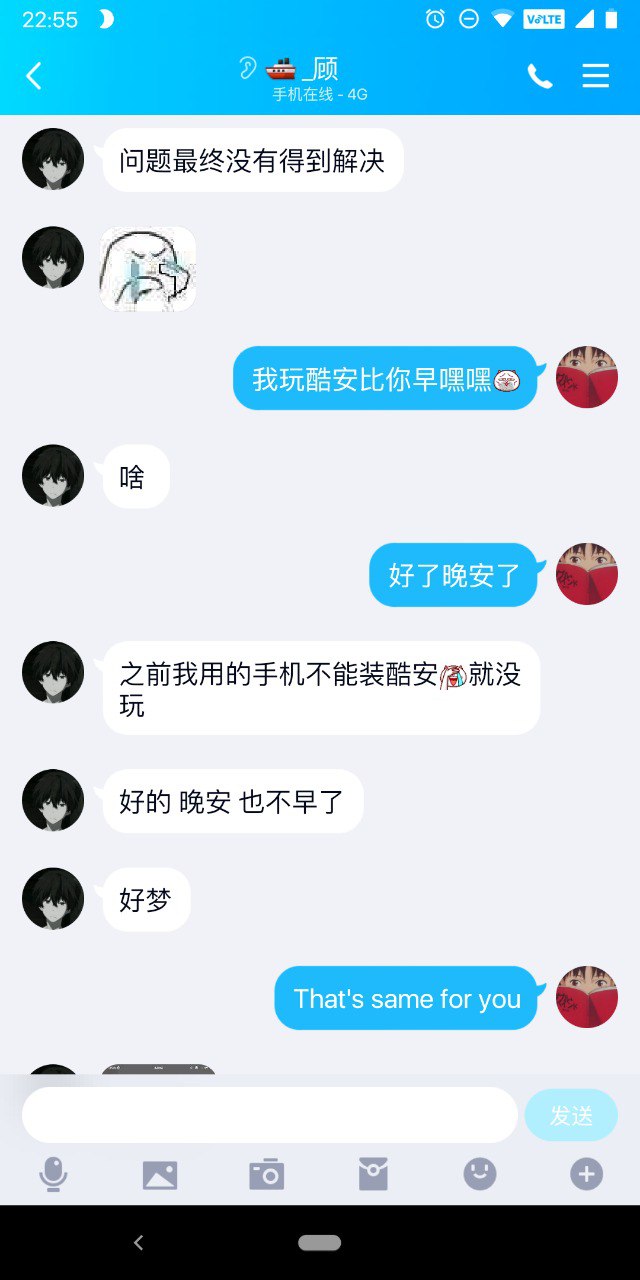 22:55
VoLTE
_顾
手机在线 - 4G
问题最终没有得到解决
我玩酷安比你早嘿嘿
啥
好了晚安了
之前我用的手机不能装酷安就没
玩
好的 晚安 也不早了
好梦
That's same for you
发送